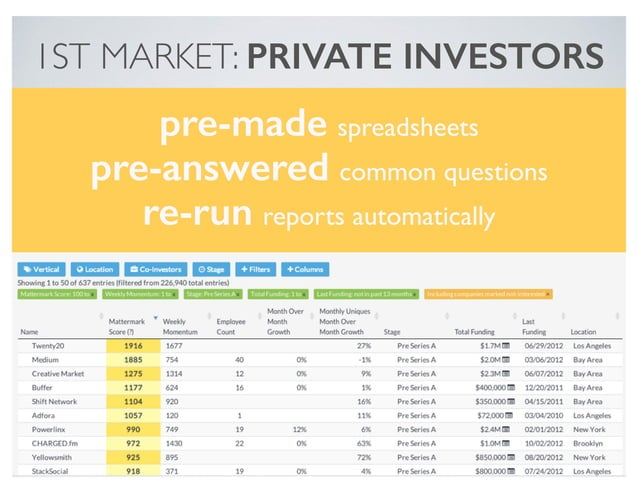 1ST MARKET: PRIVATE INVESTORS
pre-made spreadsheets
pre-answered common questions
re-run reports automatically
Vertical Location Co-Investors Stage + Filters + Columns
Showing 1 to 50 of 637 entries (filtered from 226,940 total entries)
Mattermark Score: 100 to x Weekly Momentum: 1 to x Stage: Pre Series A x Total Funding: 1 to x Last Funding: not in past 13 months x Including companies marked not interested x
Name Mattermark Score (?) Weekly Momentum Employee Count Month Over Month Growth Monthly Uniques Month Over Month Growth Stage Total Funding Last Funding Location
Twenty20 1916 1677 27% Pre Series A $1.7M 06/29/2012 Los Angeles
Medium 1885 754 40 0% -1% Pre Series A $2.0M 03/06/2012 Bay Area
Creative Market 1275 1314 12 0% 9% Pre Series A $2.3M 06/07/2012 Bay Area
Buffer 1177 624 16 0% 1% Pre Series A $400,000 12/20/2011 Bay Area
Shift Network 1104 920 16% Pre Series A $350,000 04/15/2011 Bay Area
Adfora 1057 120 1 11% Pre Series A $72,000 03/04/2010 Los Angeles
Powerlinx 990 749 19 12% 6% Pre Series A $2.4M 02/01/2012 New York
CHARGED.fm 972 1430 22 0% 63% Pre Series A $1.0M 10/02/2012 Brooklyn
Yellowsmith 925 895 72% Pre Series A $850,000 08/20/2012 New York
StackSocial 918 371 19 0% 4% Pre Series A $800,000 07/24/2012 Los Angeles